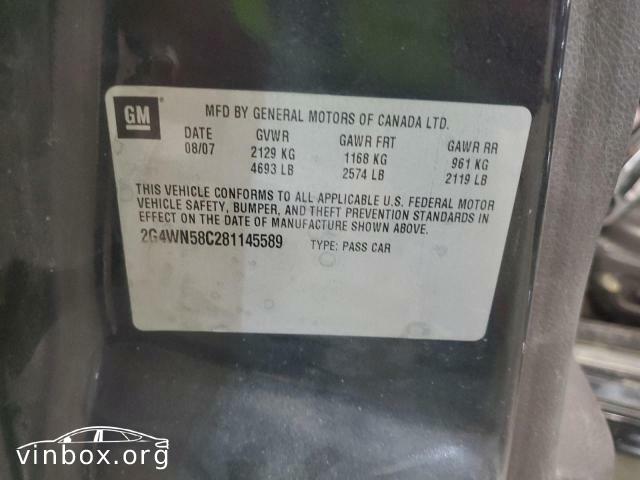 GM
MFD BY GENERAL MOTORS OF CANADA LTD.
DATE GVWR GAWR FRT GAWR RR
08/07 2129 KG 1168 KG 961 KG
4693 LB 2574 LB 2119 LB
THIS VEHICLE CONFORMS TO ALL APPLICABLE U.S. FEDERAL MOTOR
VEHICLE SAFETY, BUMPER, AND THEFT PREVENTION STANDARDS IN
EFFECT ON THE DATE OF MANUFACTURE SHOWN ABOVE.
2G4WN58C281145589 TYPE: PASS CAR
vinbox.org